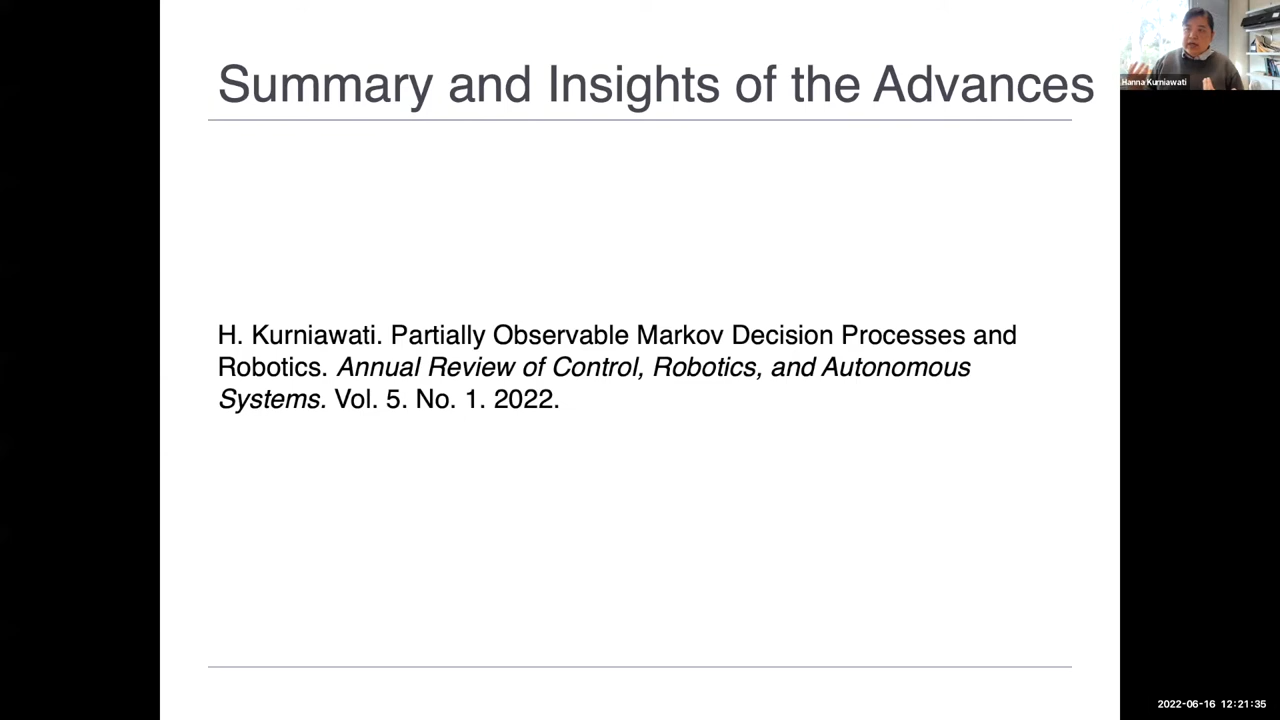 Summary and Insights of the Advances
Hanna Kurniawati
H. Kurniawati. Partially Observable Markov Decision Processes and
Robotics. Annual Review of Control, Robotics, and Autonomous
Systems. Vol. 5. No. 1. 2022.
2022-06-16 12:21:35